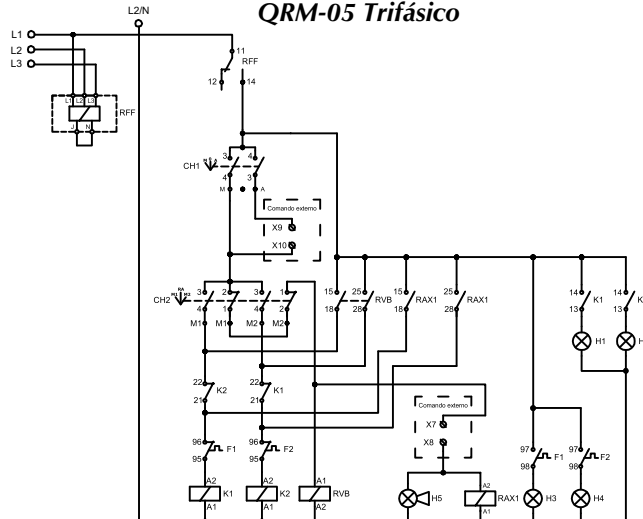 QRM-05 Trifásico
L2/N
L1
L2
L3
11
RFF
12
14
L1 L2 L3
RFF
J N
3 4
CH1
4 3
M A
Comando externo
X9
X10
RA
M1 M2
CH2
3 2 3 1
4 1 4 2
M1 M1 M2 M2
15 25
RVB
18 28
15
RAX1
18
25
RAX1
28
14
K1
13
14
K
13
H1
H
22
K2
21
22
K1
21
Comando externo
X7
X8
96
F1
95
96
F2
95
97
F1
98
97
F2
98
A2
K1
A1
A2
K2
A1
A1
RVB
A2
H5
A2
RAX1
A1
H3
H4